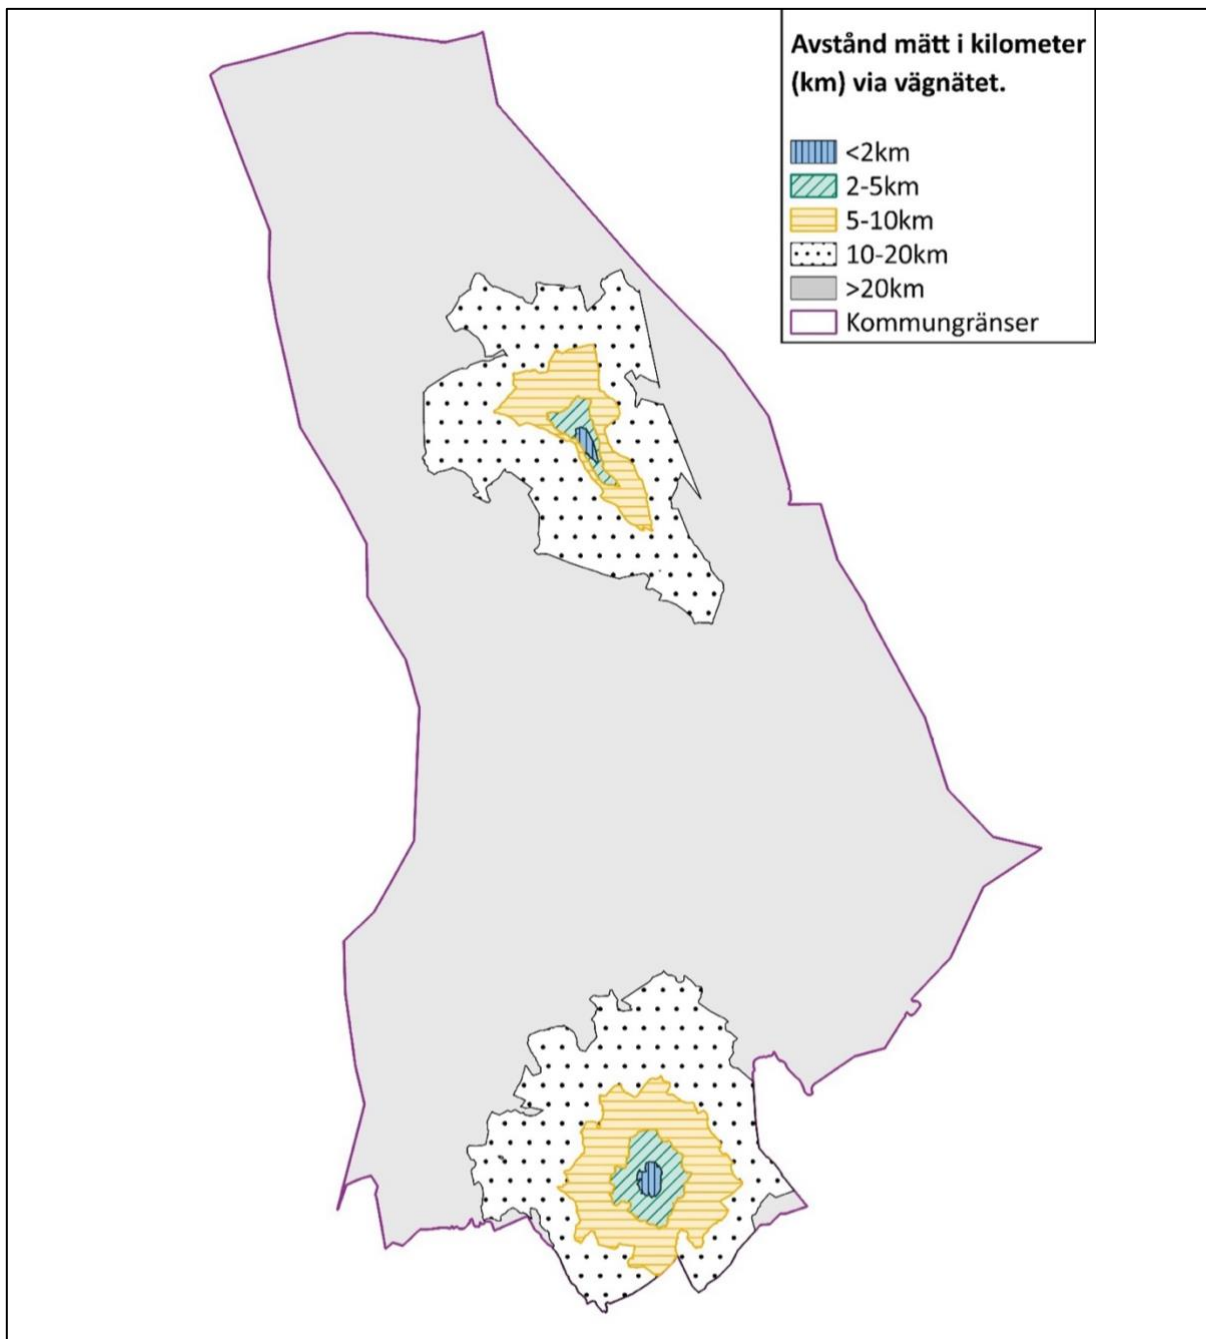 Avstånd mätt i kilometer
(km) via vägnätet.
<2km
2-5km
5-10km
10-20km
>20km
Kommungränser